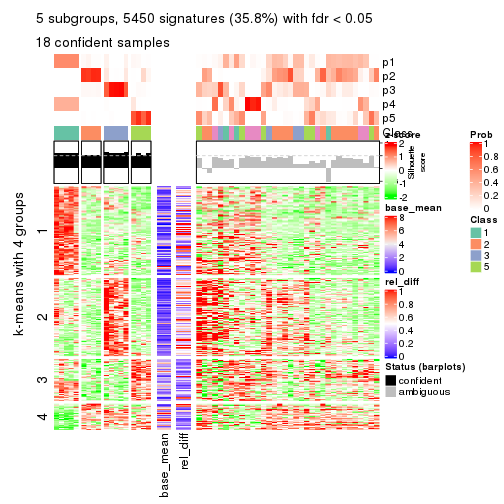 5 subgroups, 5450 signatures (35.8%) with fdr < 0.05
18 confident samples
p1
p2
p3
p4
p5
Class
Silhouette
score
z-score
2
1
0
-1
-2
base_mean
8
6
4
2
0
rel_diff
1
0.8
0.6
0.4
0.2
0
Prob
1
0.8
0.6
0.4
0.2
0
Class
1
2
3
5
Status (barplots)
confident
ambiguous
k-means with 4 groups
1
2
3
4
base_mean
rel_diff